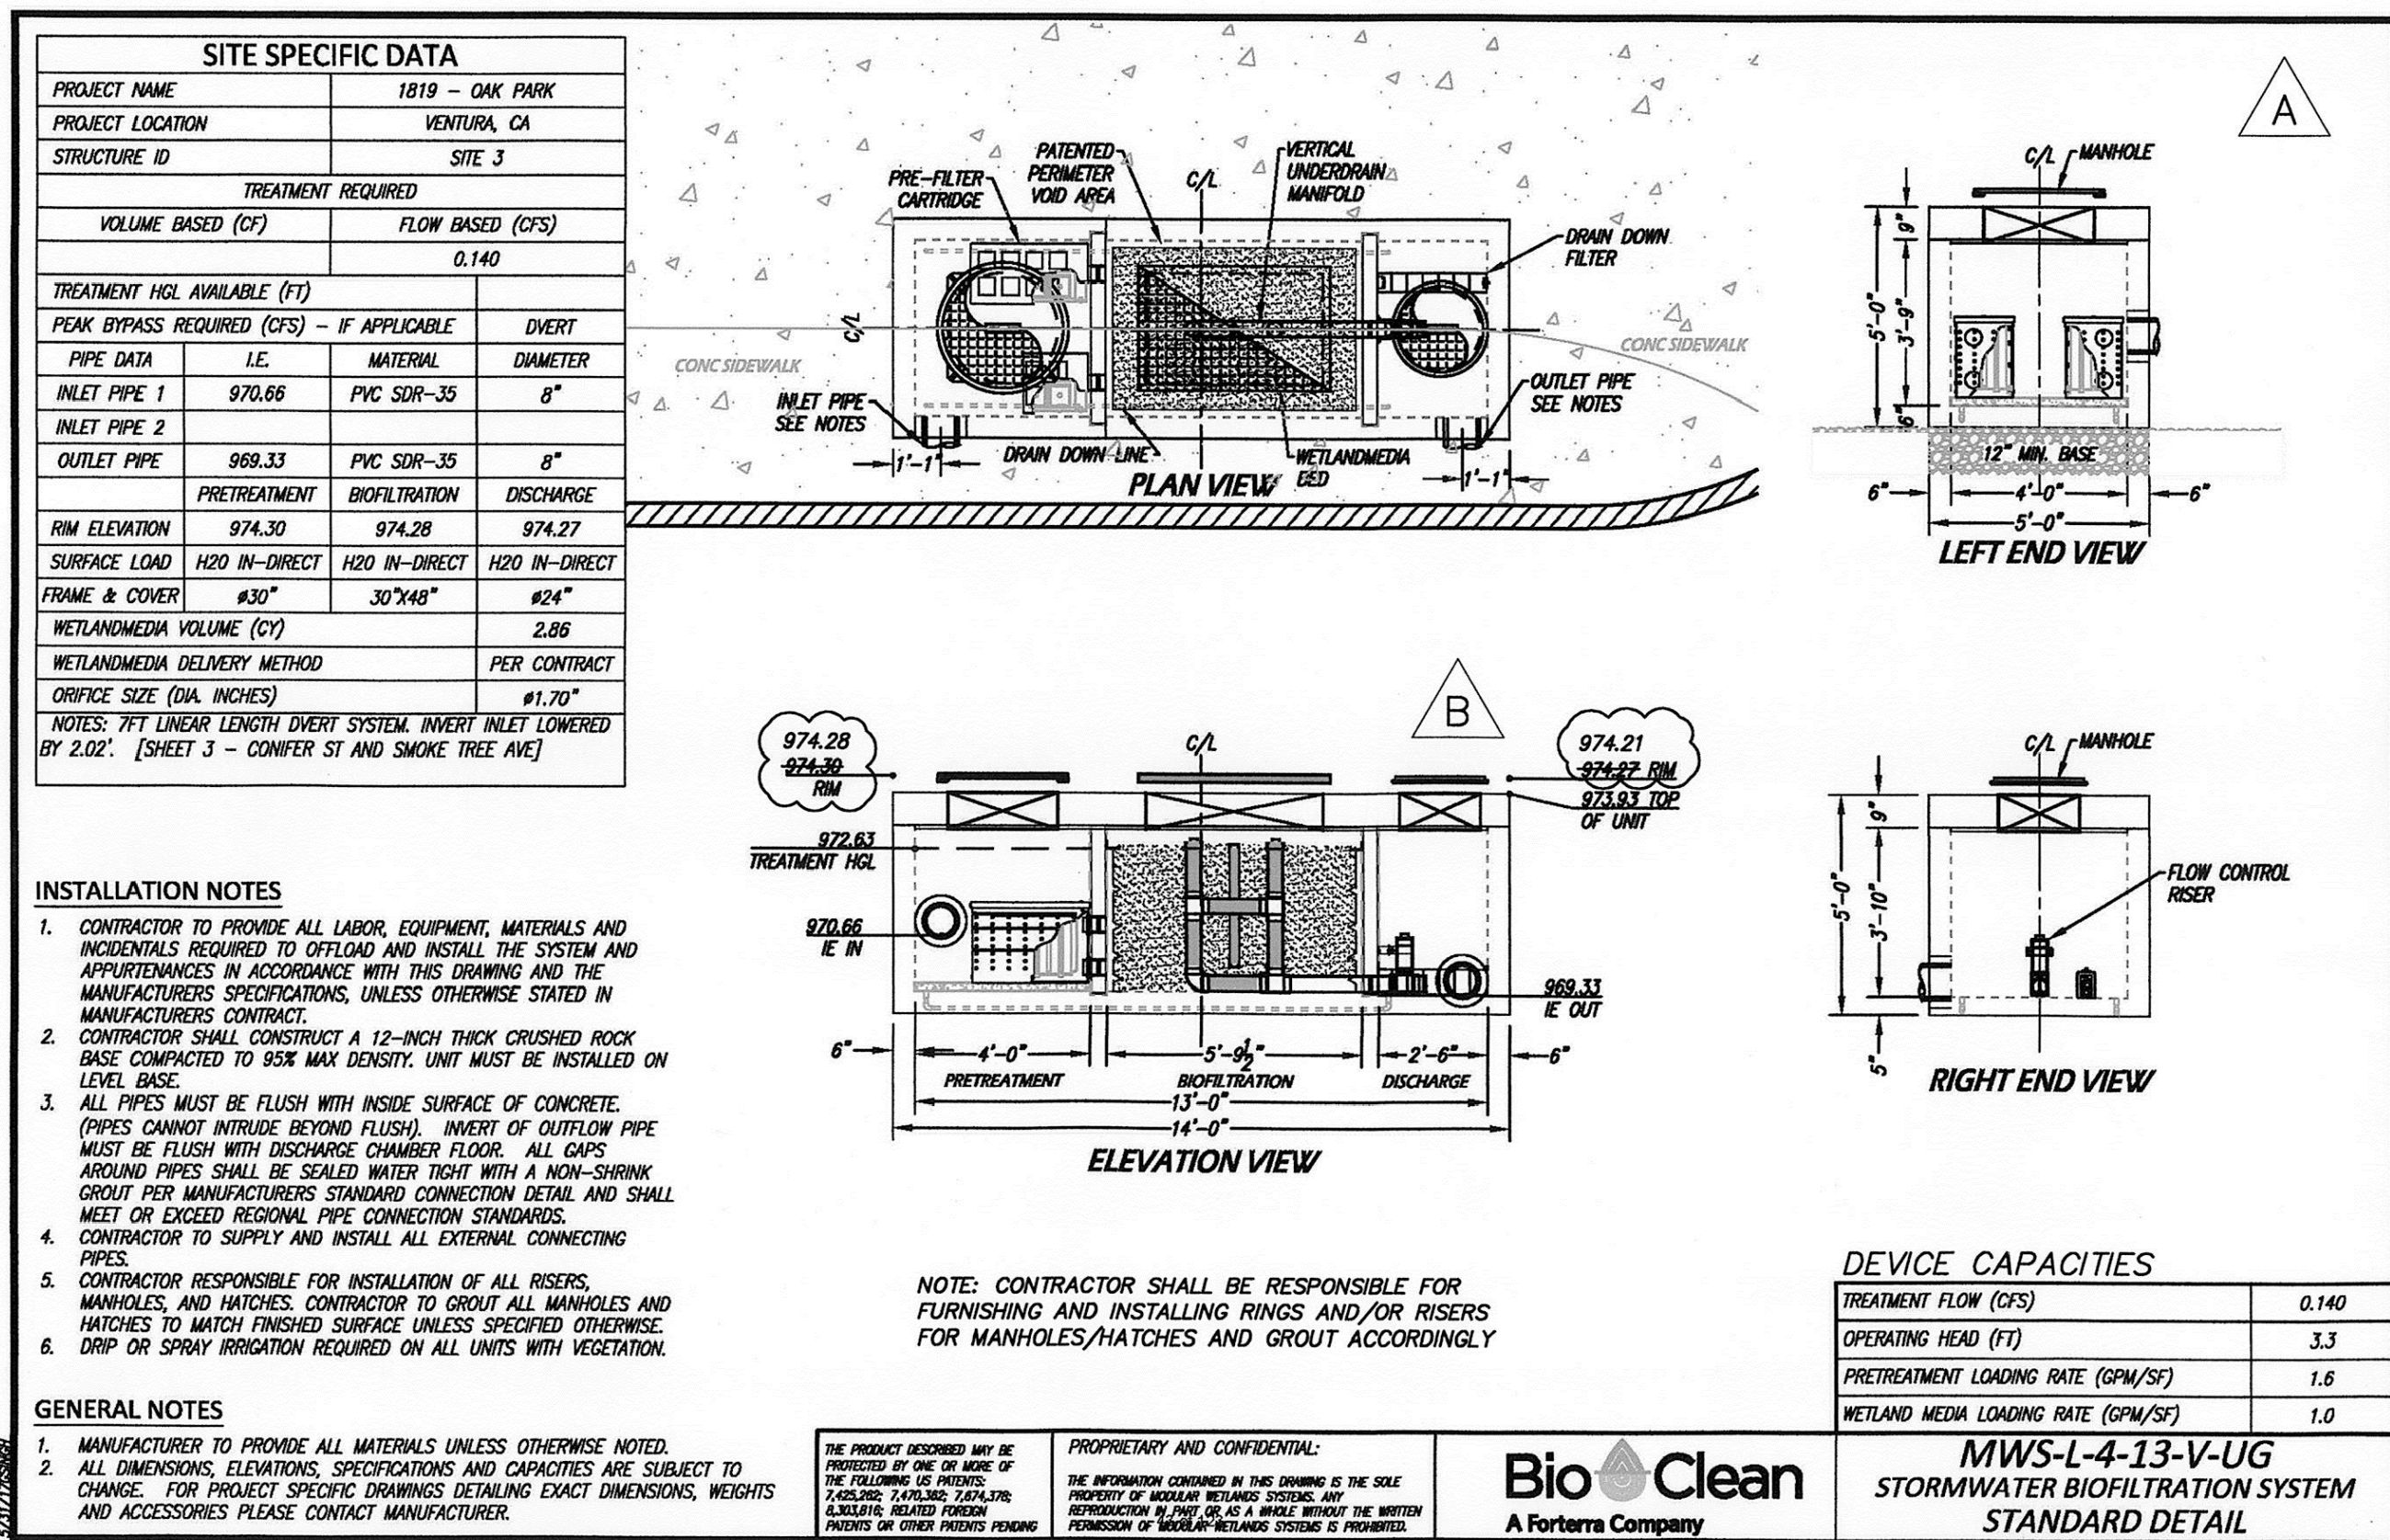 SITE SPECIFIC DATA
PROJECT NAME 1819 – OAK PARK
PROJECT LOCATION VENTURA, CA
STRUCTURE ID SITE 3
TREATMENT REQUIRED
VOLUME BASED (CF) FLOW BASED (CFS)
0.140
TREATMENT HGL AVAILABLE (FT)
PEAK BYPASS REQUIRED (CFS) – IF APPLICABLE DVERT
PIPE DATA I.E. MATERIAL DIAMETER
INLET PIPE 1 970.66 PVC SDR-35 8"
INLET PIPE 2
OUTLET PIPE 969.33 PVC SDR-35 8"
PRETREATMENT BIOFILTRATION DISCHARGE
RIM ELEVATION 974.30 974.28 974.27
SURFACE LOAD H20 IN-DIRECT H20 IN-DIRECT H20 IN-DIRECT
FRAME & COVER ø30" 30"X48" ø24"
WETLANDMEDIA VOLUME (CY) 2.86
WETLANDMEDIA DELIVERY METHOD PER CONTRACT
ORIFICE SIZE (DIA. INCHES) ø1.70"
NOTES: 7FT LINEAR LENGTH DVERT SYSTEM. INVERT INLET LOWERED
BY 2.02'. [SHEET 3 – CONIFER ST AND SMOKE TREE AVE]
PRE-FILTER
CARTRIDGE
PATENTED
PERIMETER
VOID AREA
C/L
VERTICAL
UNDERDRAIN
MANIFOLD
DRAIN DOWN
FILTER
C/L
CONC SIDEWALK
CONC SIDEWALK
INLET PIPE
SEE NOTES
OUTLET PIPE
SEE NOTES
1'-1"
DRAIN DOWN LINE
WETLANDMEDIA
BED
1'-1"
PLAN VIEW
A
C/L
MANHOLE
9"
5'-0"
3'-9"
6"
12" MIN. BASE
6"
4'-0"
6"
5'-0"
LEFT END VIEW
B
974.28
974.30
RIM
C/L
974.21
974.27 RIM
973.93 TOP
OF UNIT
972.63
TREATMENT HGL
970.66
IE IN
969.33
IE OUT
6"
4'-0"
5'-9½"
2'-6"
6"
PRETREATMENT
BIOFILTRATION
DISCHARGE
13'-0"
14'-0"
ELEVATION VIEW
C/L
MANHOLE
9"
5'-0"
3'-10"
FLOW CONTROL
RISER
5"
RIGHT END VIEW
INSTALLATION NOTES
1. CONTRACTOR TO PROVIDE ALL LABOR, EQUIPMENT, MATERIALS AND
INCIDENTALS REQUIRED TO OFFLOAD AND INSTALL THE SYSTEM AND
APPURTENANCES IN ACCORDANCE WITH THIS DRAWING AND THE
MANUFACTURERS SPECIFICATIONS, UNLESS OTHERWISE STATED IN
MANUFACTURERS CONTRACT.
2. CONTRACTOR SHALL CONSTRUCT A 12-INCH THICK CRUSHED ROCK
BASE COMPACTED TO 95% MAX DENSITY. UNIT MUST BE INSTALLED ON
LEVEL BASE.
3. ALL PIPES MUST BE FLUSH WITH INSIDE SURFACE OF CONCRETE.
(PIPES CANNOT INTRUDE BEYOND FLUSH). INVERT OF OUTFLOW PIPE
MUST BE FLUSH WITH DISCHARGE CHAMBER FLOOR. ALL GAPS
AROUND PIPES SHALL BE SEALED WATER TIGHT WITH A NON-SHRINK
GROUT PER MANUFACTURERS STANDARD CONNECTION DETAIL AND SHALL
MEET OR EXCEED REGIONAL PIPE CONNECTION STANDARDS.
4. CONTRACTOR TO SUPPLY AND INSTALL ALL EXTERNAL CONNECTING
PIPES.
5. CONTRACTOR RESPONSIBLE FOR INSTALLATION OF ALL RISERS,
MANHOLES, AND HATCHES. CONTRACTOR TO GROUT ALL MANHOLES AND
HATCHES TO MATCH FINISHED SURFACE UNLESS SPECIFIED OTHERWISE.
6. DRIP OR SPRAY IRRIGATION REQUIRED ON ALL UNITS WITH VEGETATION.
GENERAL NOTES
1. MANUFACTURER TO PROVIDE ALL MATERIALS UNLESS OTHERWISE NOTED.
2. ALL DIMENSIONS, ELEVATIONS, SPECIFICATIONS AND CAPACITIES ARE SUBJECT TO
CHANGE. FOR PROJECT SPECIFIC DRAWINGS DETAILING EXACT DIMENSIONS, WEIGHTS
AND ACCESSORIES PLEASE CONTACT MANUFACTURER.
NOTE: CONTRACTOR SHALL BE RESPONSIBLE FOR
FURNISHING AND INSTALLING RINGS AND/OR RISERS
FOR MANHOLES/HATCHES AND GROUT ACCORDINGLY
DEVICE CAPACITIES
TREATMENT FLOW (CFS) 0.140
OPERATING HEAD (FT) 3.3
PRETREATMENT LOADING RATE (GPM/SF) 1.6
WETLAND MEDIA LOADING RATE (GPM/SF) 1.0
THE PRODUCT DESCRIBED MAY BE
PROTECTED BY ONE OR MORE OF
THE FOLLOWING US PATENTS:
7,425,262; 7,470,362; 7,674,378;
8,303,816; RELATED FOREIGN
PATENTS OR OTHER PATENTS PENDING
PROPRIETARY AND CONFIDENTIAL:
THE INFORMATION CONTAINED IN THIS DRAWING IS THE SOLE
PROPERTY OF MODULAR WETLANDS SYSTEMS. ANY
REPRODUCTION IN PART OR AS A WHOLE WITHOUT THE WRITTEN
PERMISSION OF MODULAR WETLANDS SYSTEMS IS PROHIBITED.
Bio Clean
A Forterra Company
MWS-L-4-13-V-UG
STORMWATER BIOFILTRATION SYSTEM
STANDARD DETAIL